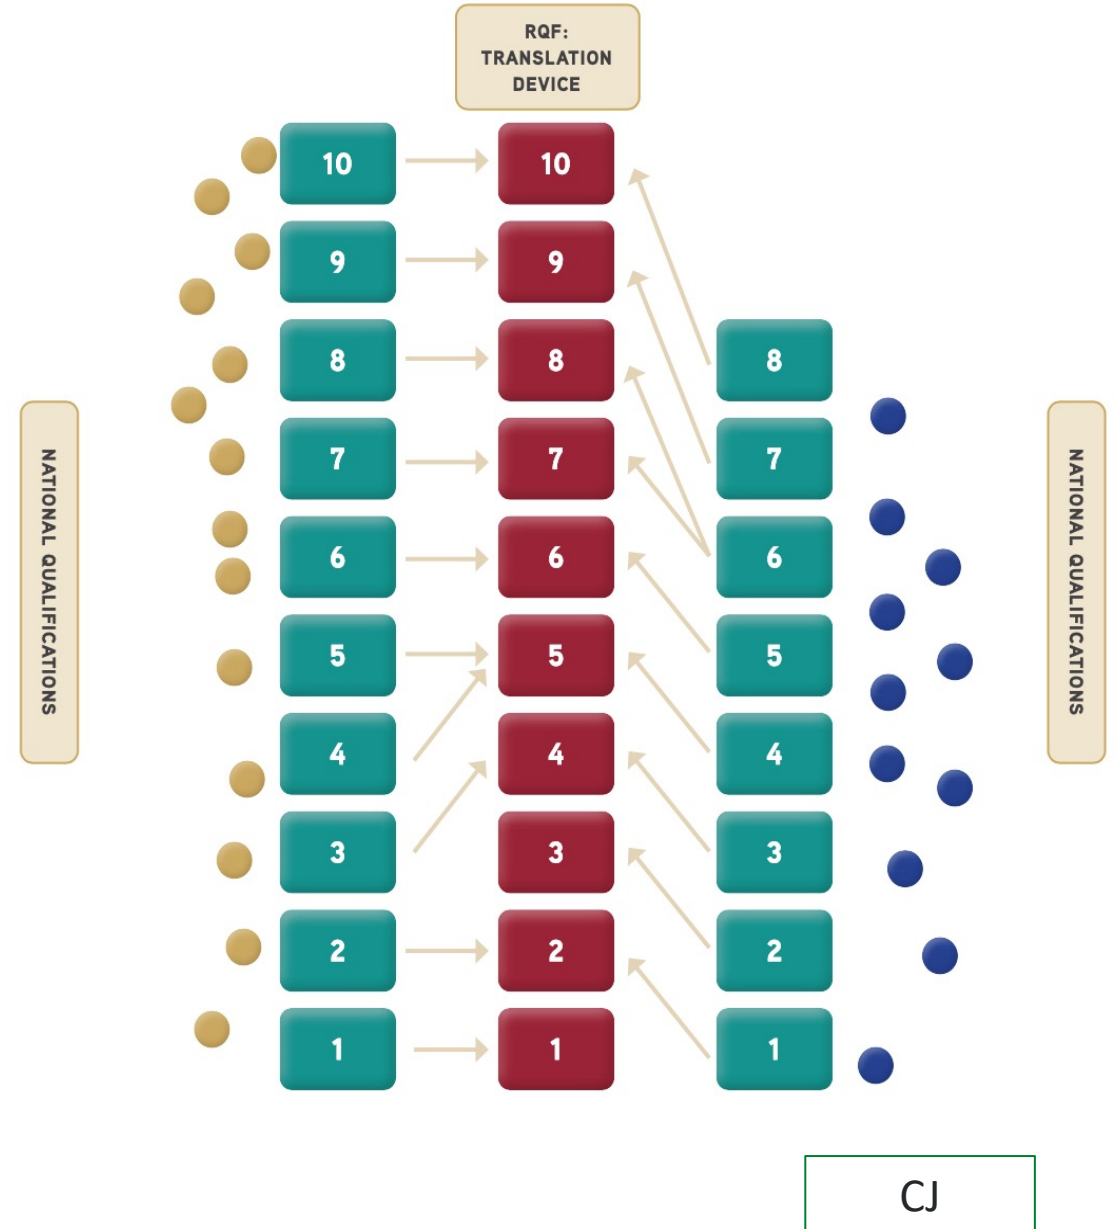 RQF:
TRANSLATION
DEVICE
10 10
9 9
8 8 8
7 7 7
6 6 6
5 5 5
4 4 4
3 3 3
2 2 2
1 1 1
NATIONAL QUALIFICATIONS
NATIONAL QUALIFICATIONS
CJ